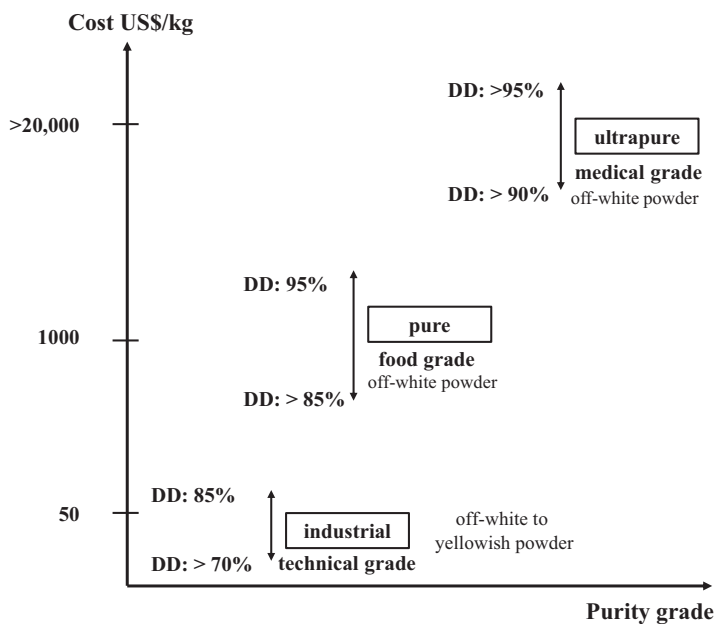 Cost US$/kg
DD: >95%
>20,000
ultrapure
medical grade
DD: > 90%
off-white powder
DD: 95%
pure
1000
food grade
off-white powder
DD: > 85%
DD: 85%
50
industrial
off-white to
yellowish powder
DD: > 70%
technical grade
Purity grade